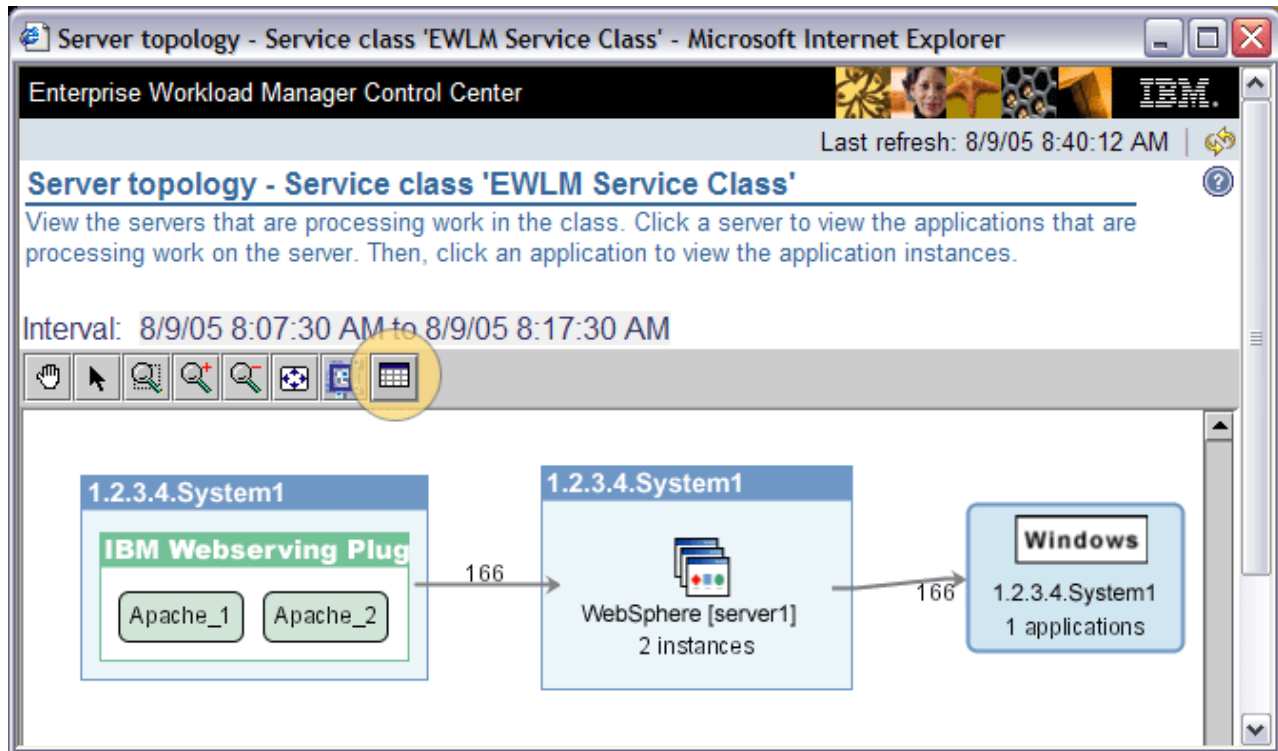 Server topology - Service class 'EWLM Service Class' - Microsoft Internet Explorer
Enterprise Workload Manager Control Center
IBM.
Last refresh: 8/9/05 8:40:12 AM
Server topology - Service class 'EWLM Service Class'
View the servers that are processing work in the class. Click a server to view the applications that are
processing work on the server. Then, click an application to view the application instances.
Interval: 8/9/05 8:07:30 AM to 8/9/05 8:17:30 AM
1.2.3.4.System1
IBM Webserving Plug
Apache_1
Apache_2
166
1.2.3.4.System1
WebSphere [server1]
2 instances
166
Windows
1.2.3.4.System1
1 applications